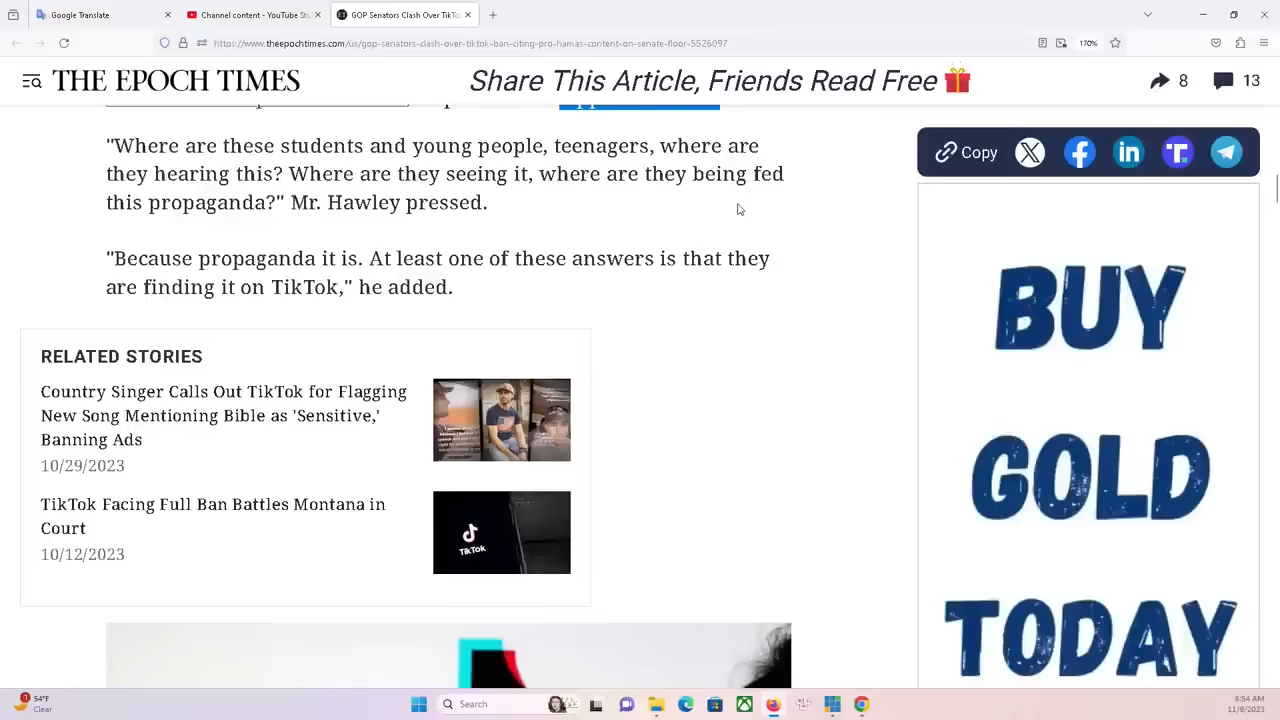 Google Translate
Channel content - YouTube Stu
GOP Senators Clash Over TikTok
https://www.theepochtimes.com/us/gop-senators-clash-over-tiktok-ban-citing-pro-hamas-content-on-senate-floor-5526097
170%
THE EPOCH TIMES
Share This Article, Friends Read Free
8
13
"Where are these students and young people, teenagers, where are
they hearing this? Where are they seeing it, where are they being fed
this propaganda?" Mr. Hawley pressed.
"Because propaganda it is. At least one of these answers is that they
are finding it on TikTok," he added.
RELATED STORIES
Country Singer Calls Out TikTok for Flagging
New Song Mentioning Bible as 'Sensitive,'
Banning Ads
10/29/2023
TikTok Facing Full Ban Battles Montana in
Court
10/12/2023
TikTok
Copy
BUY
GOLD
TODAY
1
54°F
Clear
Search
6:54 AM
11/9/2023